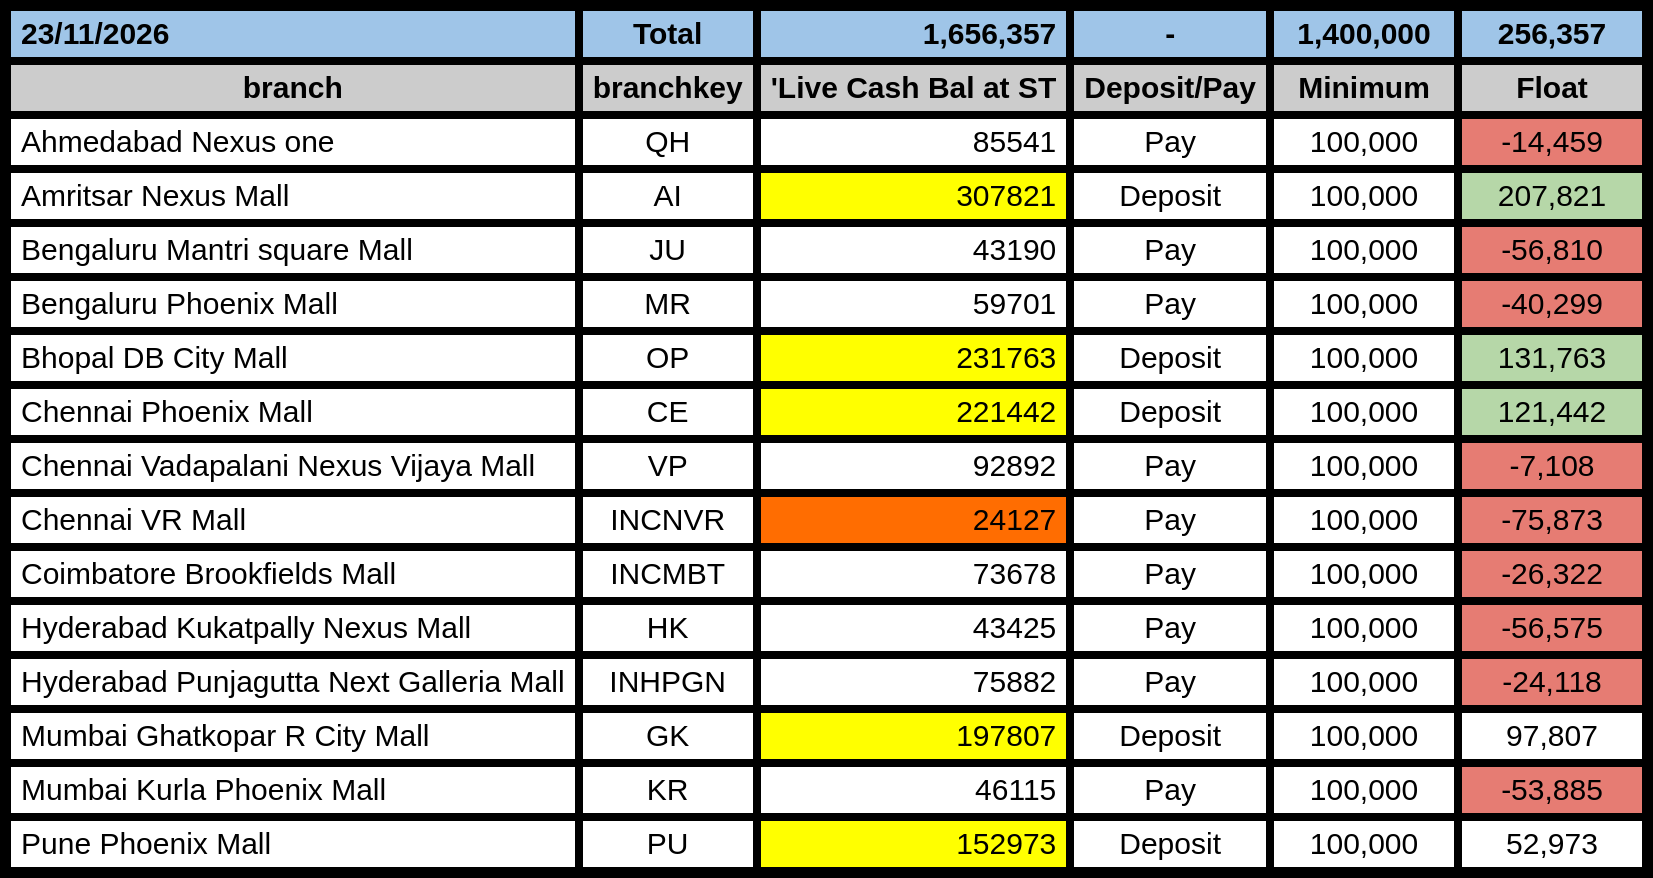 23/11/2026 Total 1,656,357 - 1,400,000 256,357
branch branchkey 'Live Cash Bal at ST Deposit/Pay Minimum Float
Ahmedabad Nexus one QH 85541 Pay 100,000 -14,459
Amritsar Nexus Mall AI 307821 Deposit 100,000 207,821
Bengaluru Mantri square Mall JU 43190 Pay 100,000 -56,810
Bengaluru Phoenix Mall MR 59701 Pay 100,000 -40,299
Bhopal DB City Mall OP 231763 Deposit 100,000 131,763
Chennai Phoenix Mall CE 221442 Deposit 100,000 121,442
Chennai Vadapalani Nexus Vijaya Mall VP 92892 Pay 100,000 -7,108
Chennai VR Mall INCNVR 24127 Pay 100,000 -75,873
Coimbatore Brookfields Mall INCMBT 73678 Pay 100,000 -26,322
Hyderabad Kukatpally Nexus Mall HK 43425 Pay 100,000 -56,575
Hyderabad Punjagutta Next Galleria Mall INHPGN 75882 Pay 100,000 -24,118
Mumbai Ghatkopar R City Mall GK 197807 Deposit 100,000 97,807
Mumbai Kurla Phoenix Mall KR 46115 Pay 100,000 -53,885
Pune Phoenix Mall PU 152973 Deposit 100,000 52,973